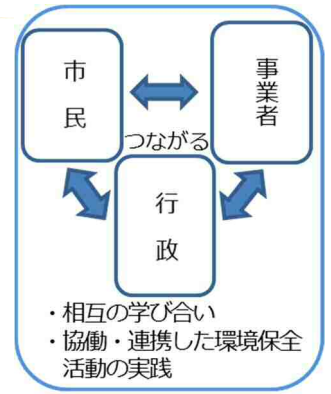 市民
事業者
つながる
行政
・相互の学び合い
・協働・連携した環境保全
活動の実践